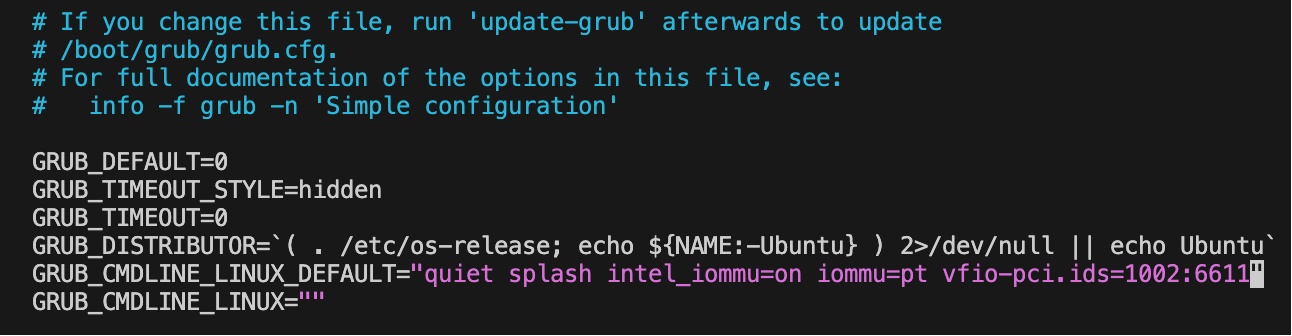 # If you change this file, run 'update-grub' afterwards to update
# /boot/grub/grub.cfg.
# For full documentation of the options in this file, see:
#   info -f grub -n 'Simple configuration'
GRUB_DEFAULT=0
GRUB_TIMEOUT_STYLE=hidden
GRUB_TIMEOUT=0
GRUB_DISTRIBUTOR=`( . /etc/os-release; echo ${NAME:-Ubuntu} ) 2>/dev/null || echo Ubuntu`
GRUB_CMDLINE_LINUX_DEFAULT="quiet splash intel_iommu=on iommu=pt vfio-pci.ids=1002:6611"
GRUB_CMDLINE_LINUX=""